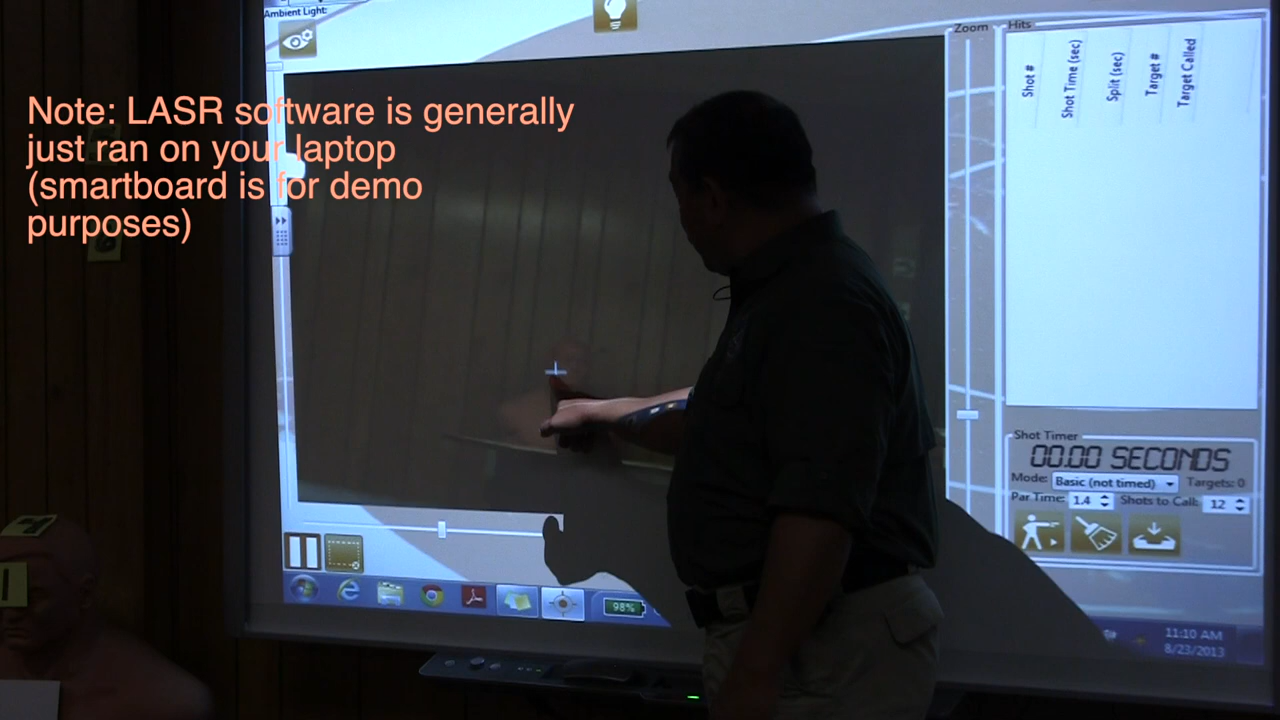 Ambient Light:
Note: LASR software is generally
just ran on your laptop
(smartboard is for demo
purposes)
Zoom
Hits
Shot #
Shot Time (sec)
Split (sec)
Target #
Target Called
Shot Timer
00.00 SECONDS
Mode: Basic (not timed) Targets: 0
Par Time: 1.4 Shots to Call: 12
98%
11:10 AM
8/23/2013